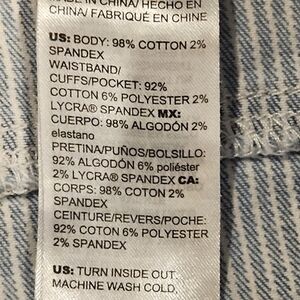 MADE IN CHINA/ HECHO EN
CHINA/ FABRIQUÉ EN CHINE
US: BODY: 98% COTTON 2%
SPANDEX
WAISTBAND/
CUFFS/POCKET: 92%
COTTON 6% POLYESTER 2%
LYCRA® SPANDEX MX:
CUERPO: 98% ALGODÓN 2%
elastano
PRETINA/PUÑOS/BOLSILLO:
92% ALGODÓN 6% poliéster
2% LYCRA® SPANDEX CA:
CORPS: 98% COTON 2%
SPANDEX
CEINTURE/REVERS/POCHE:
92% COTON 6% POLYESTER
2% SPANDEX
US: TURN INSIDE OUT.
MACHINE WASH COLD,